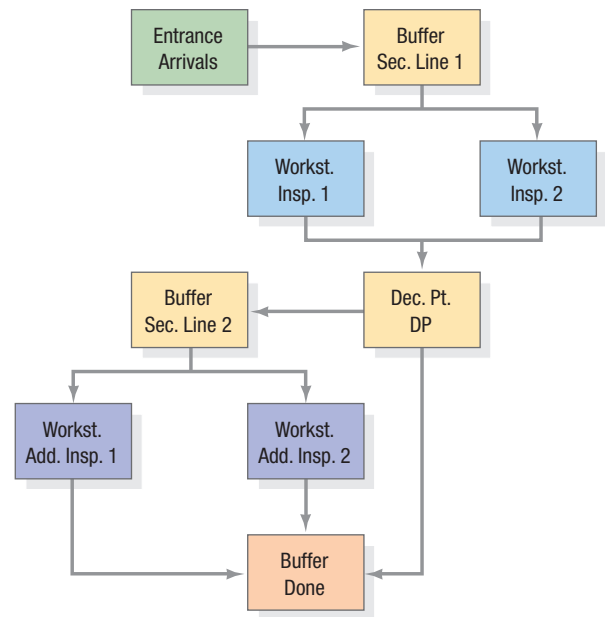 Entrance
Arrivals
Buffer
Sec. Line 1
Workst.
Insp. 1
Workst.
Insp. 2
Buffer
Sec. Line 2
Dec. Pt.
DP
Workst.
Add. Insp. 1
Workst.
Add. Insp. 2
Buffer
Done